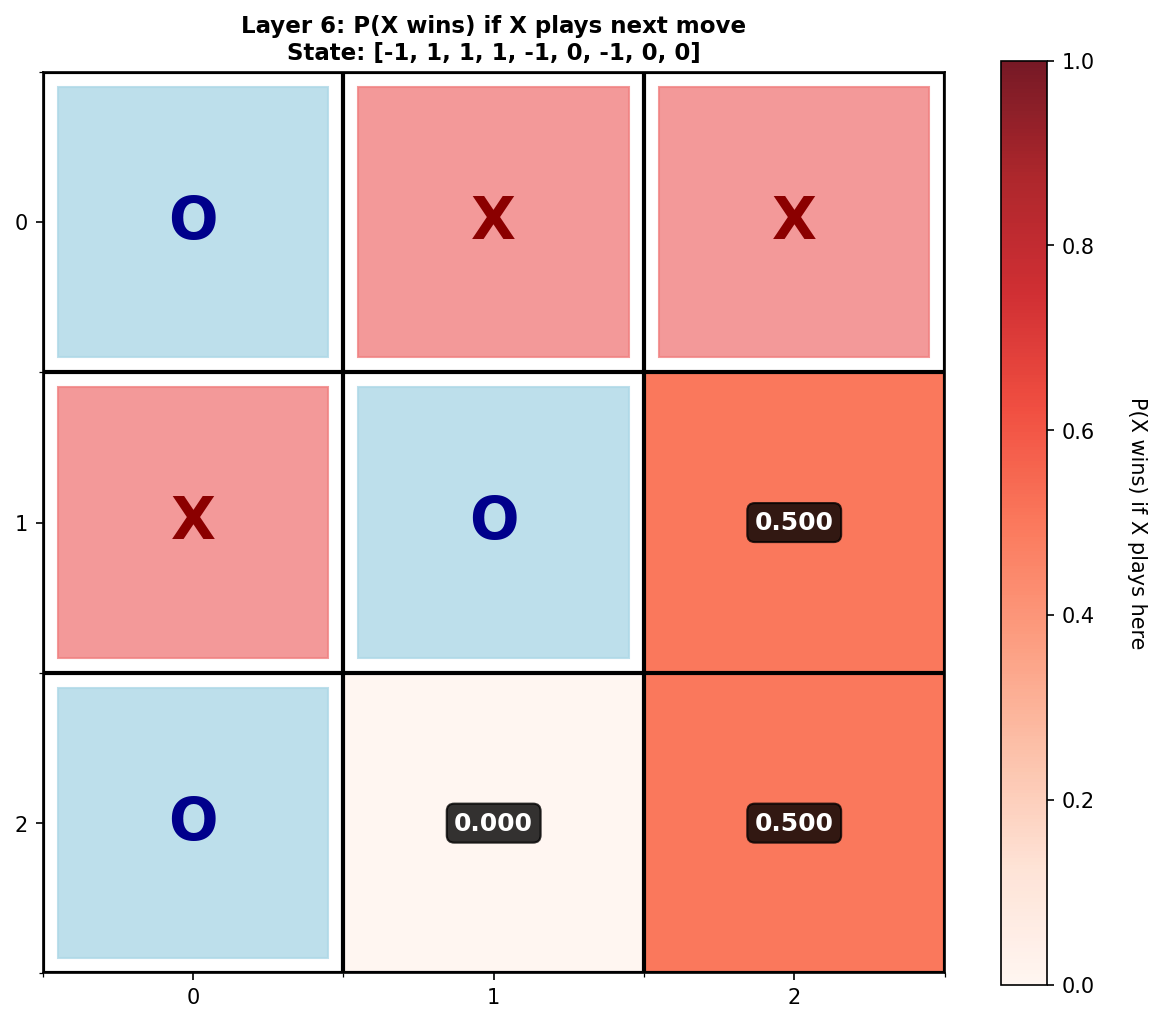 Layer 6: P(X wins) if X plays next move
State: [-1, 1, 1, 1, -1, 0, -1, 0, 0]
1.0
0.8
0.6
0.4
0.2
0.0
P(X wins) if X plays here
0
O
X
X
1
X
O
0.500
2
O
0.000
0.500
0
1
2